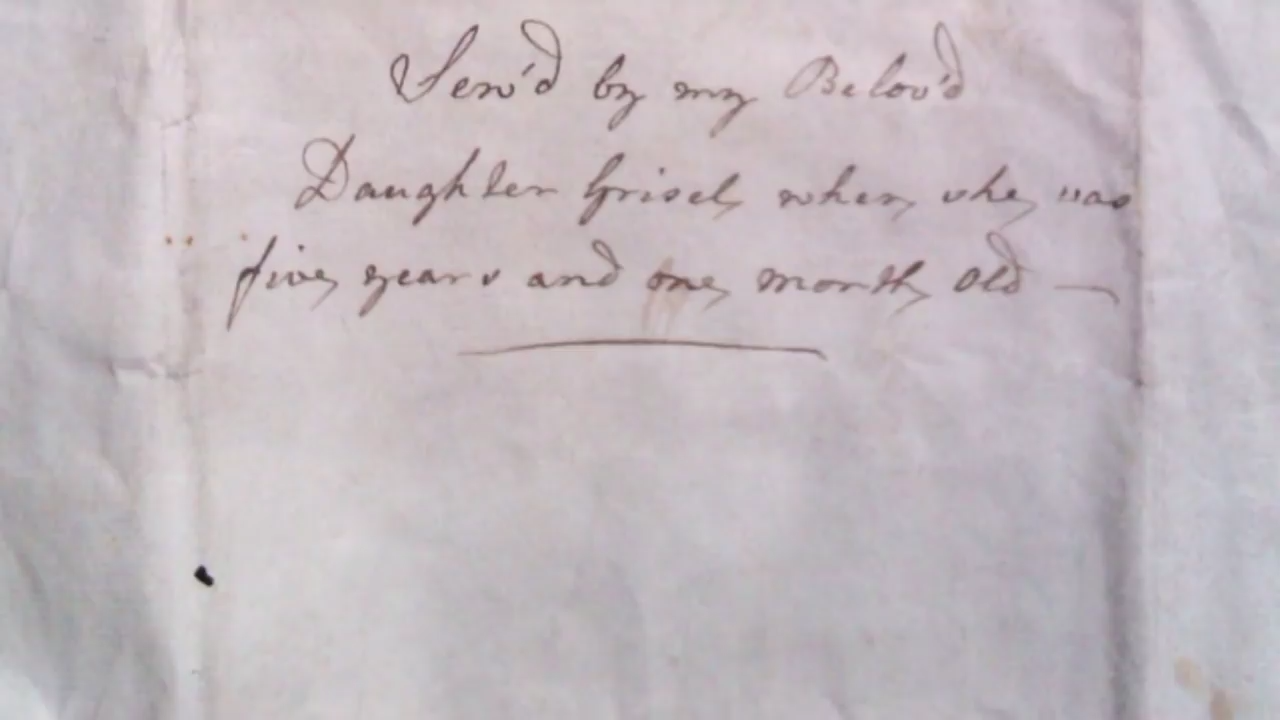 Sew'd by my Belov'd
Daughter Grisel, when she was
five years and one month old —